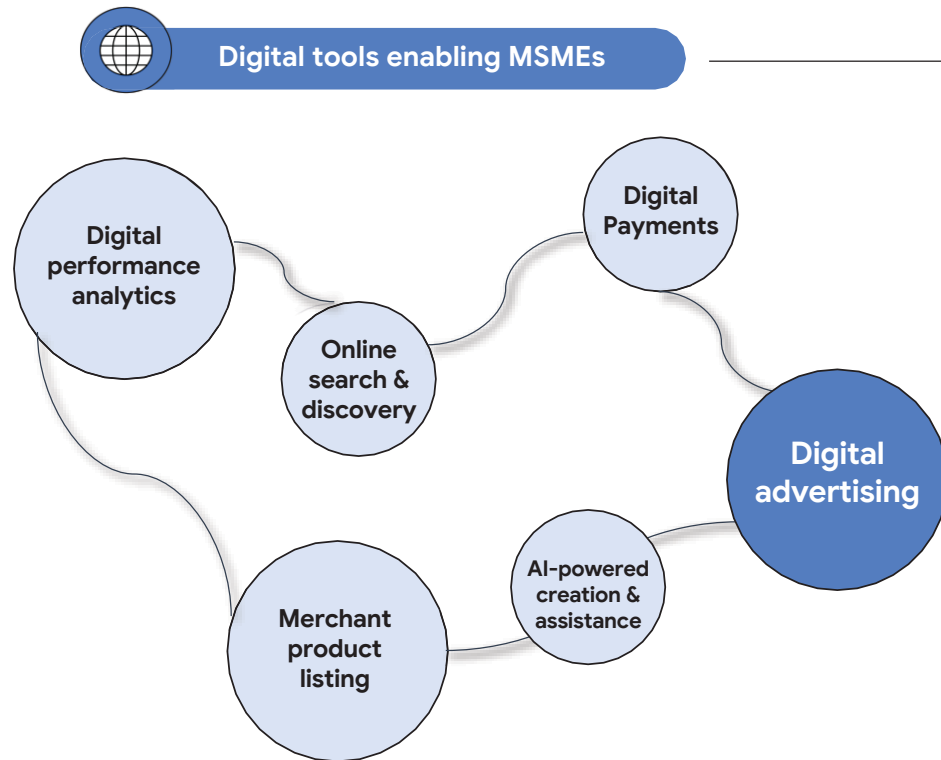 Digital tools enabling MSMEs
Digital
performance
analytics
Digital
Payments
Online
search &
discovery
Digital
advertising
AI-powered
creation &
assistance
Merchant
product
listing